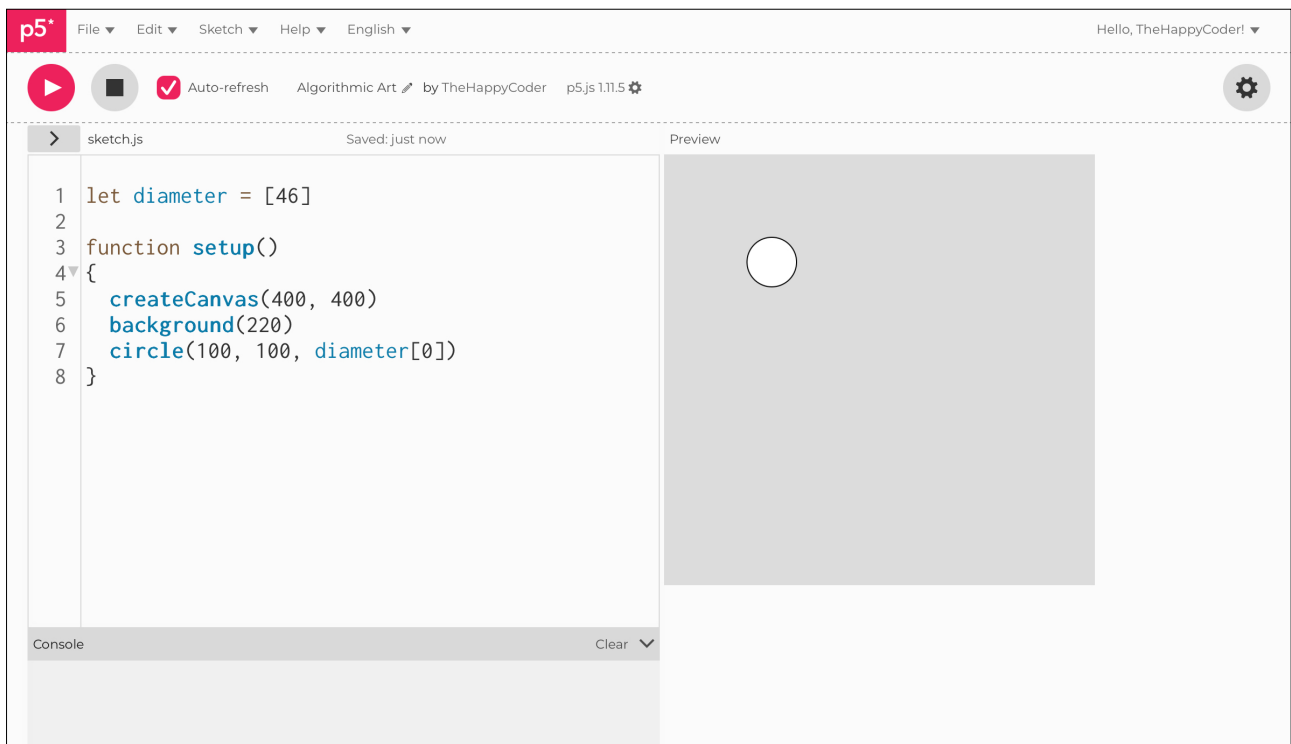 p5* File Edit Sketch Help English Hello, TheHappyCoder!
Auto-refresh Algorithmic Art by TheHappyCoder p5.js 1.11.5
sketch.js Saved: just now Preview
1 let diameter = [46]
2
3 function setup()
4 {
5 createCanvas(400, 400)
6 background(220)
7 circle(100, 100, diameter[0])
8 }
Console Clear